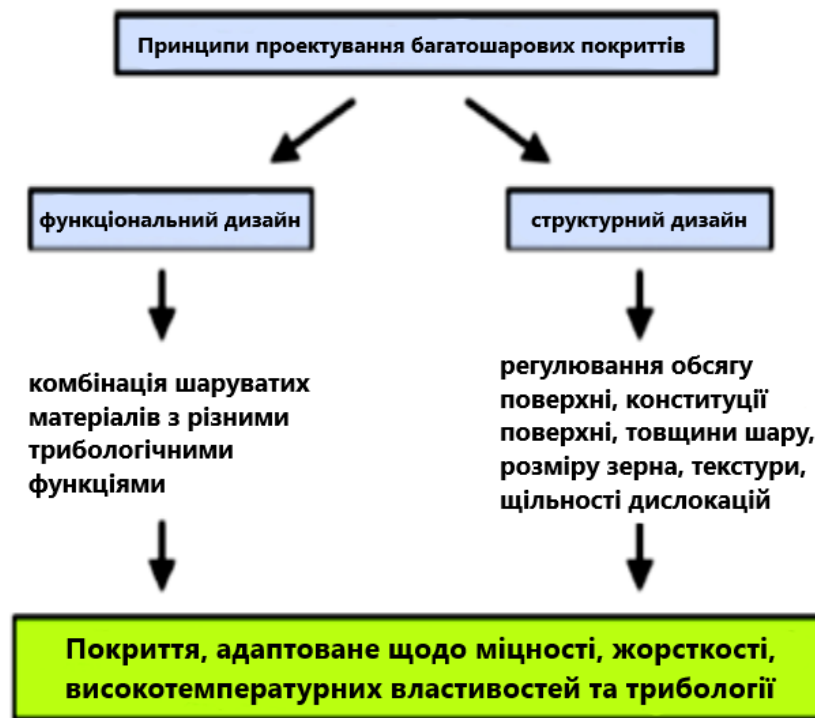 Принципи проектування багатошарових покриттів
функціональний дизайн
структурний дизайн
комбінація шаруватих
матеріалів з різними
трибологічними
функціями
регулювання обсягу
поверхні, конституції
поверхні, товщини шару,
розміру зерна, текстури,
щільності дислокацій
Покриття, адаптоване щодо міцності, жорсткості,
високотемпературних властивостей та трибології